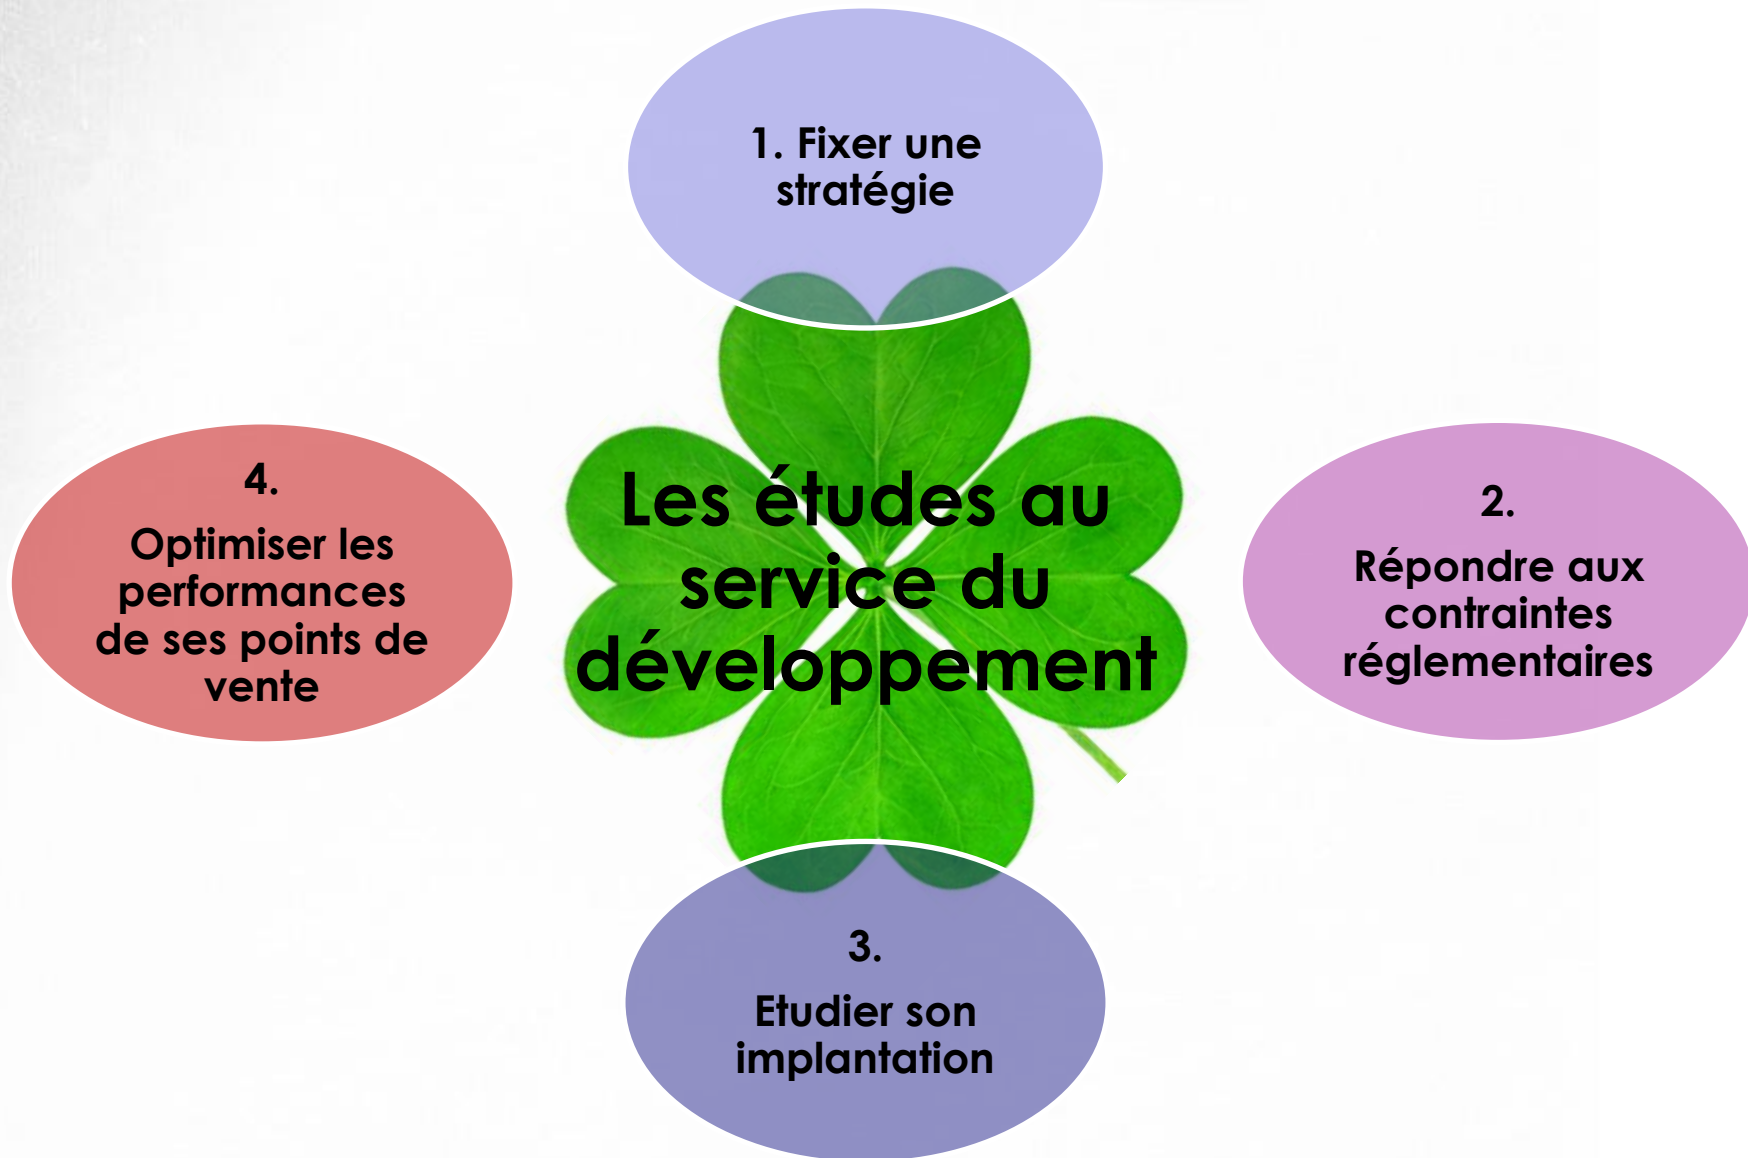 1. Fixer une
stratégie
Les études au
service du
développement
2.
Répondre aux
contraintes
réglementaires
3.
Etudier son
implantation
4.
Optimiser les
performances
de ses points de
vente